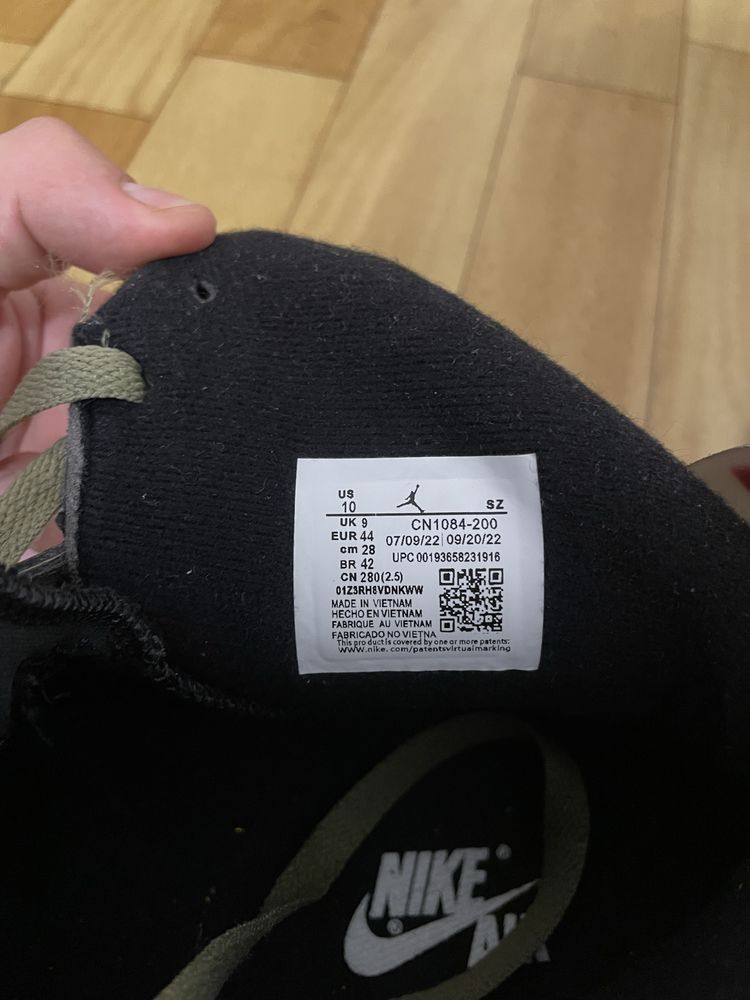 US
10
SZ
UK 9
CN1084-200
EUR 44
07/09/22 | 09/20/22
cm 28
UPC 00193658231916
BR 42
CN 280(2.5)
01Z3RH8VDNKWW
MADE IN VIETNAM
HECHO EN VIETNAM
FABRIQUE AU VIETNAM
FABRICADO NO VIETNA
This product is covered by one or more patents:
www.nike.com/patentsvirtualmarking
NIKE®
AIR